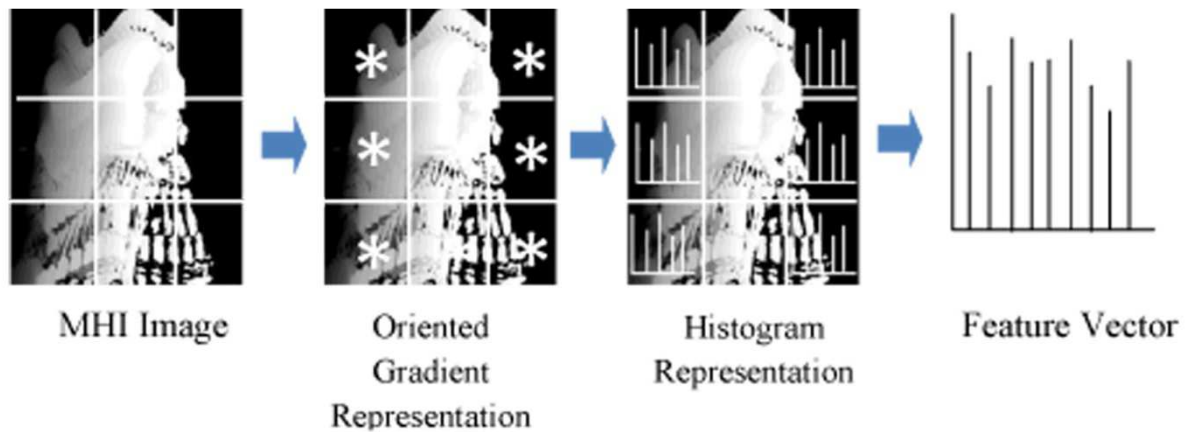 MHI Image
Oriented
Gradient
Representation
Histogram
Representation
Feature Vector